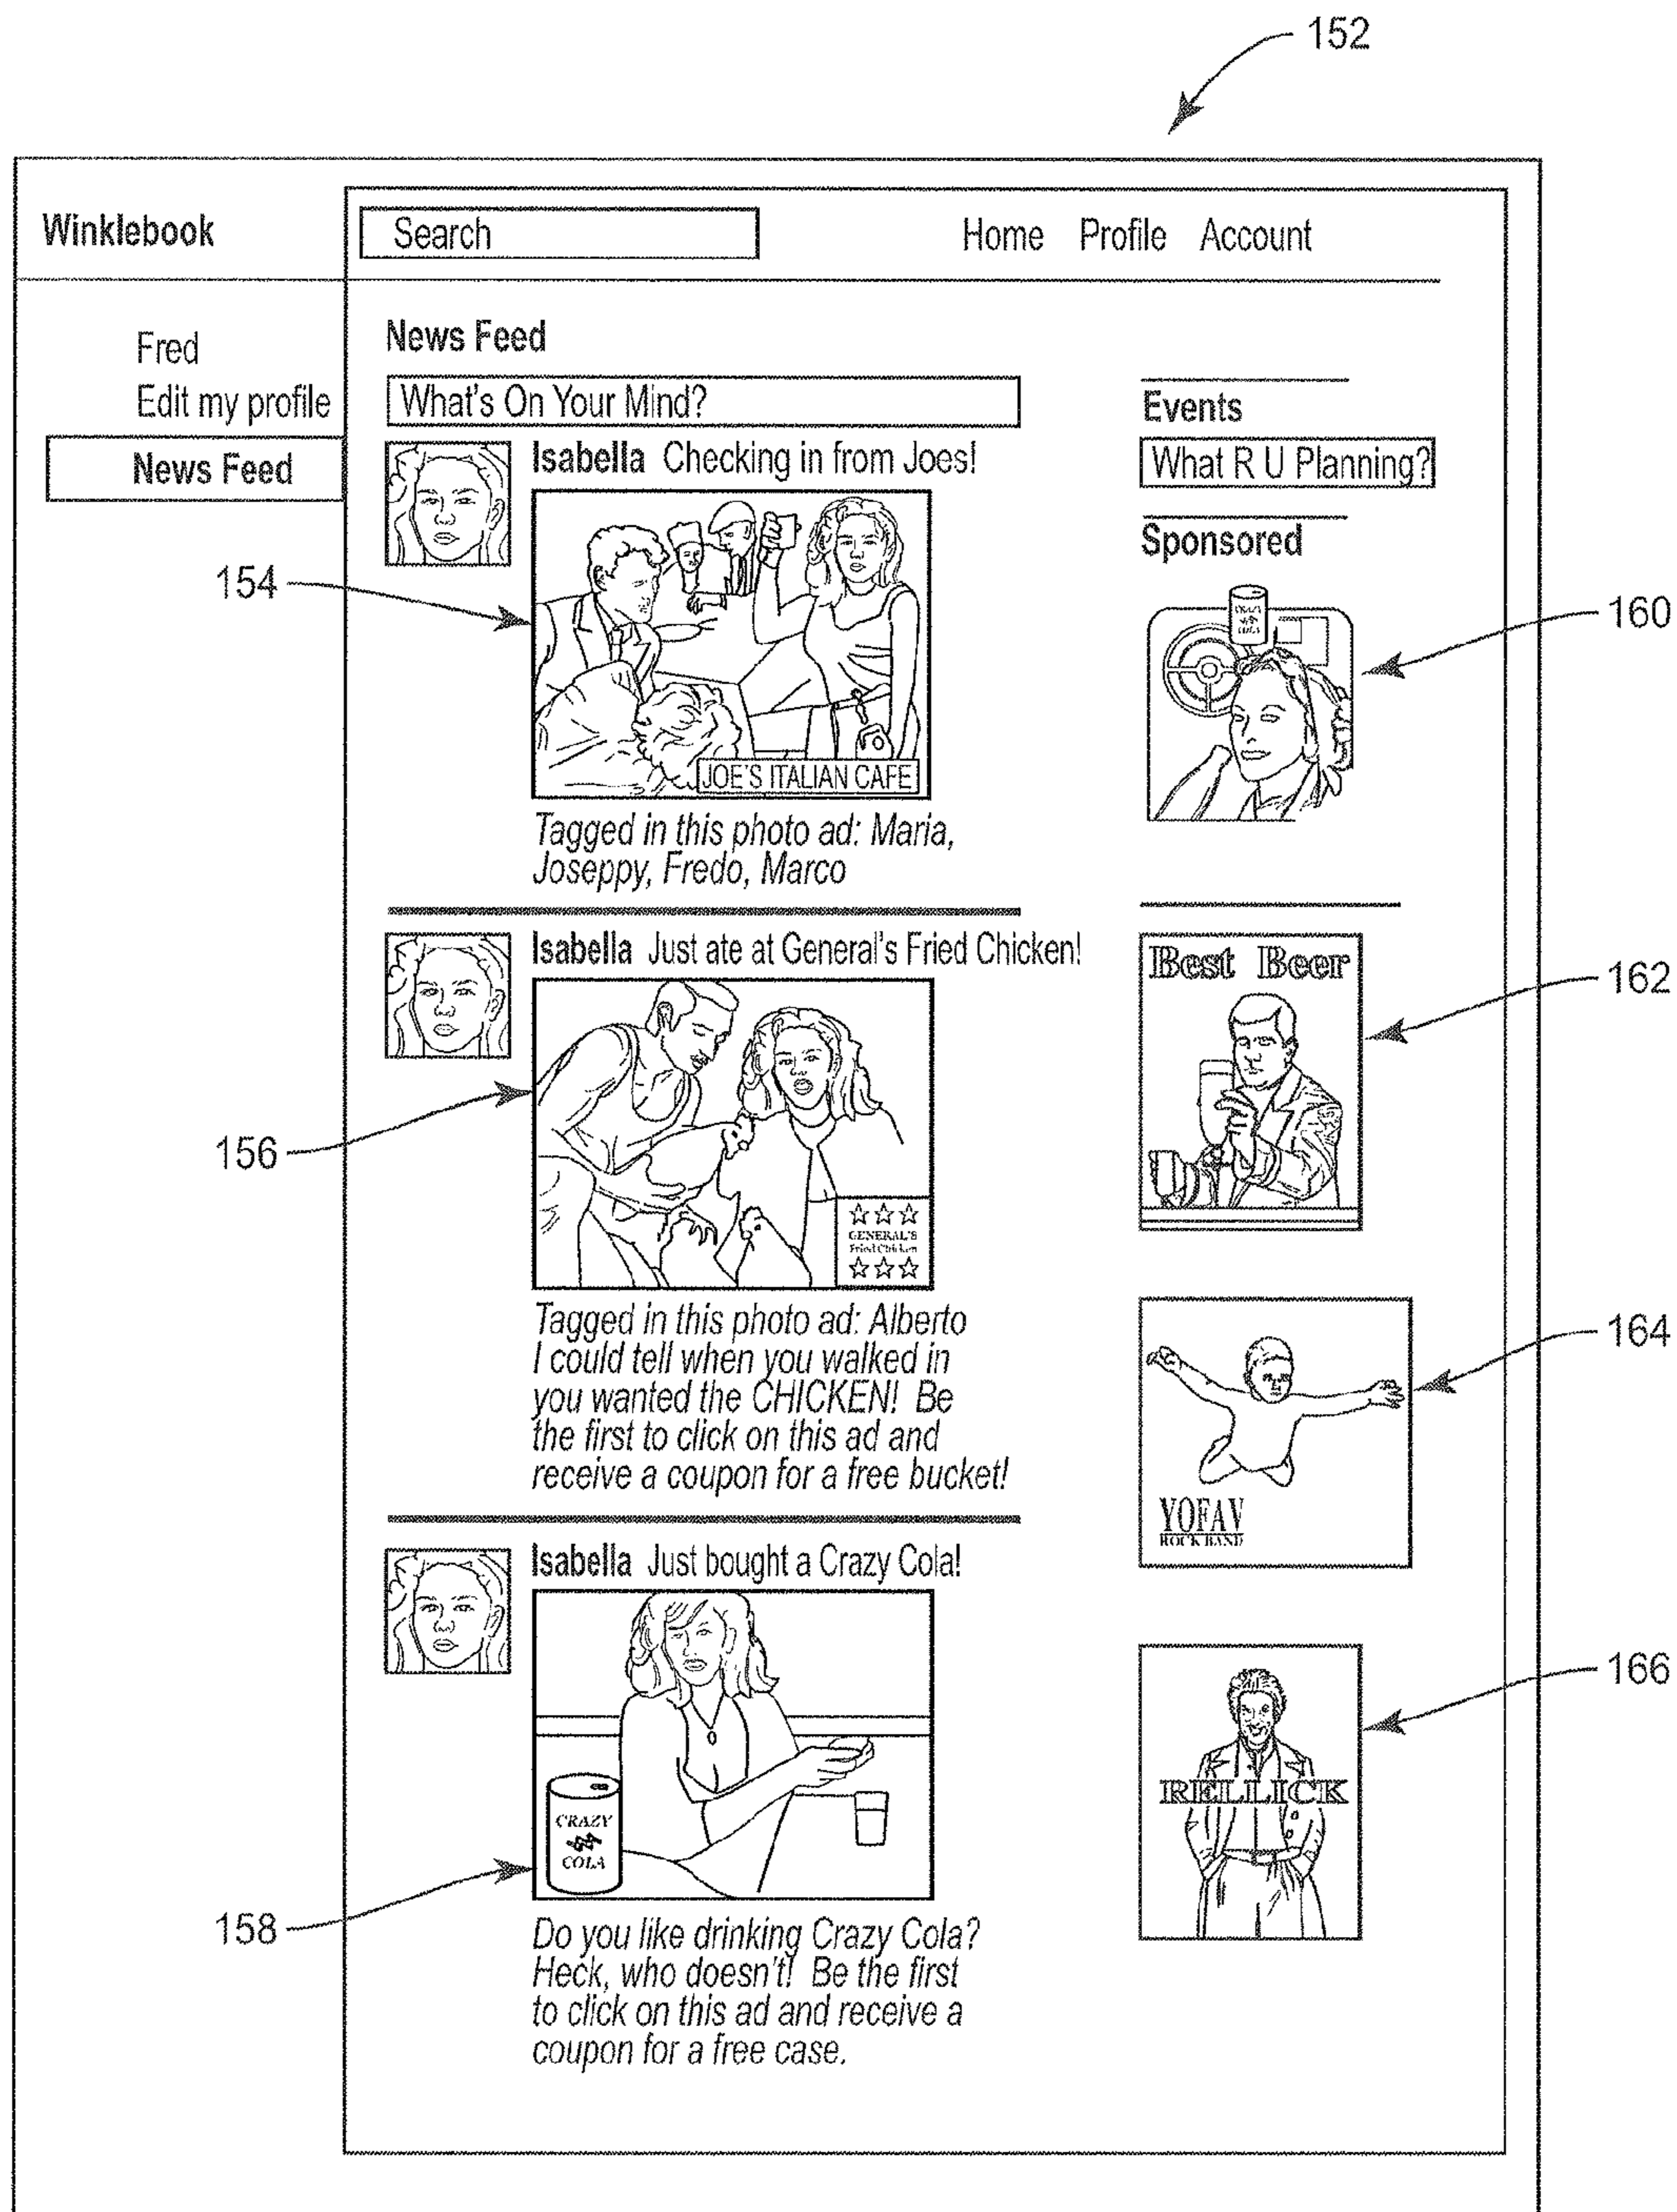 152
Winklebook
Search
Home Profile Account
Fred
Edit my profile
News Feed
News Feed
What's On Your Mind?
Isabella Checking in from Joes!
154
JOE'S ITALIAN CAFE
Tagged in this photo ad: Maria,
Joseppy, Fredo, Marco
Isabella Just ate at General's Fried Chicken!
156
GENERAL'S
Fried Chicken
Tagged in this photo ad: Alberto
I could tell when you walked in
you wanted the CHICKEN! Be
the first to click on this ad and
receive a coupon for a free bucket!
Isabella Just bought a Crazy Cola!
CRAZY
COLA
158
Do you like drinking Crazy Cola?
Heck, who doesn't! Be the first
to click on this ad and receive a
coupon for a free case.
Events
What R U Planning?
Sponsored
CRAZY
COLA
160
Best Beer
162
164
YOFAV
ROCK BAND
166
RELLICK